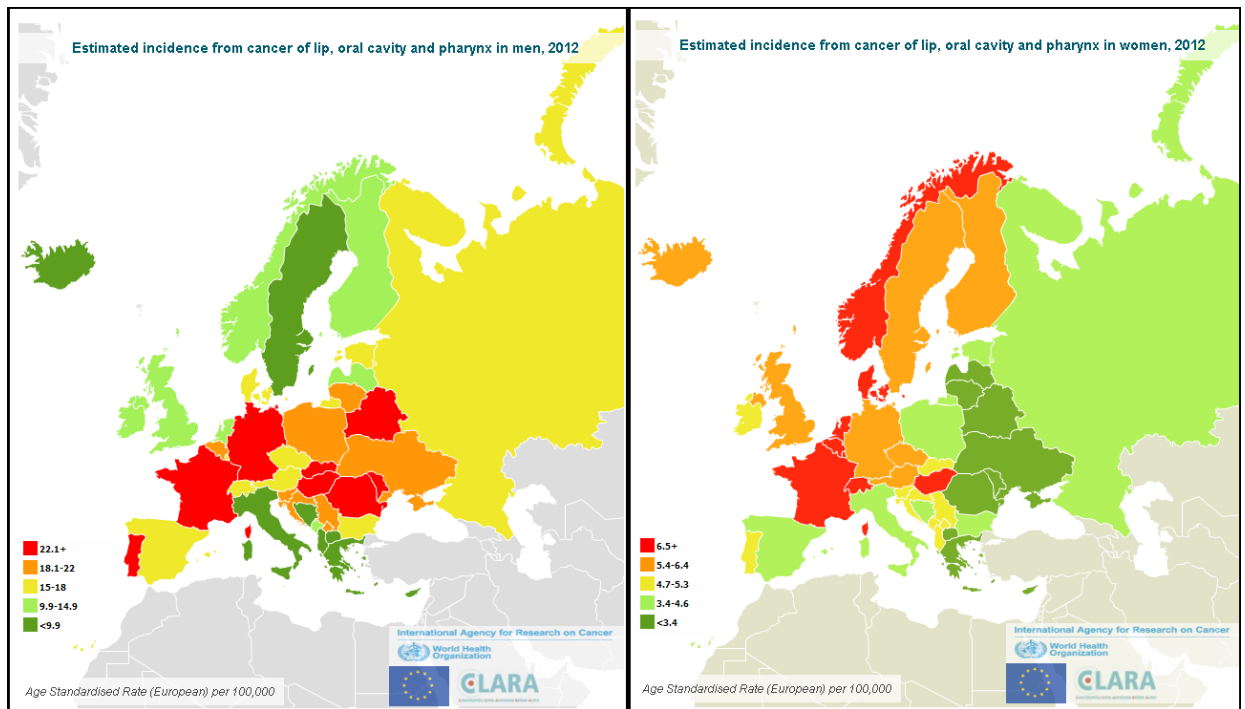 Estimated incidence from cancer of lip, oral cavity and pharynx in men, 2012
22.1+
18.1-22
15-18
9.9-14.9
<9.9
Age Standardised Rate (European) per 100,000
International Agency for Research on Cancer
World Health
Organization
CLARA
Estimated incidence from cancer of lip, oral cavity and pharynx in women, 2012
6.5+
5.4-6.4
4.7-5.3
3.4-4.6
<3.4
Age Standardised Rate (European) per 100,000
International Agency for Research on Cancer
World Health
Organization
CLARA